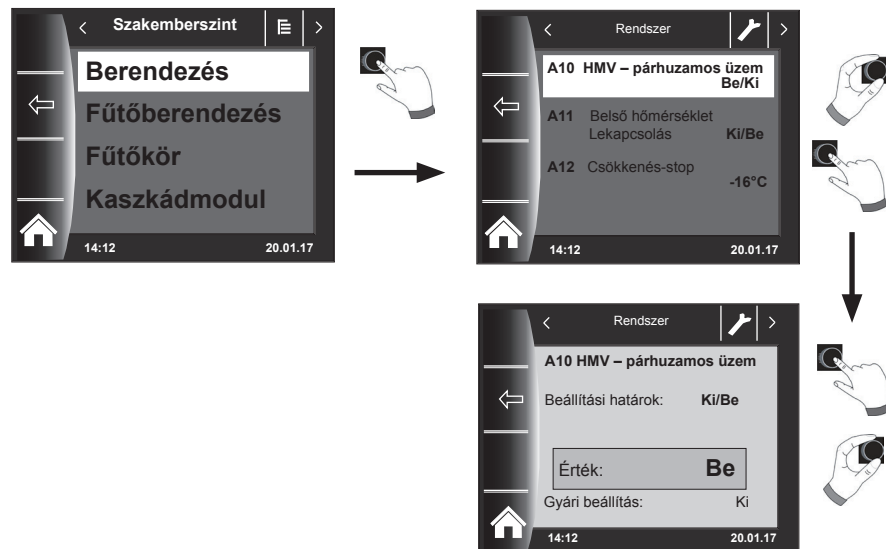 Szakemberszint
Berendezés
Fűtőberendezés
Fűtőkör
Kaszkádmodul
14:12 20.01.17
Rendszer
A10 HMV – párhuzamos üzem
Be/Ki
A11 Belső hőmérséklet
Lekapcsolás Ki/Be
A12 Csökkenés-stop
-16°C
14:12 20.01.17
Rendszer
A10 HMV – párhuzamos üzem
Beállítási határok: Ki/Be
Érték: Be
Gyári beállítás: Ki
14:12 20.01.17